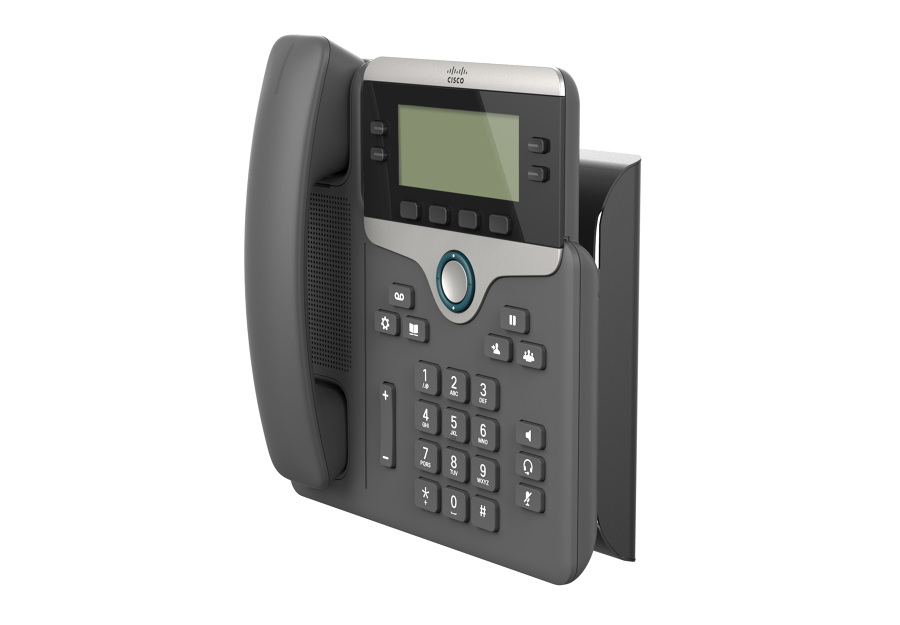 CISCO
+
-
1
/.@
2
ABC
3
DEF
4
GHI
5
JKL
6
MNO
7
PQRS
8
TUV
9
WXYZ
*
+
0
#